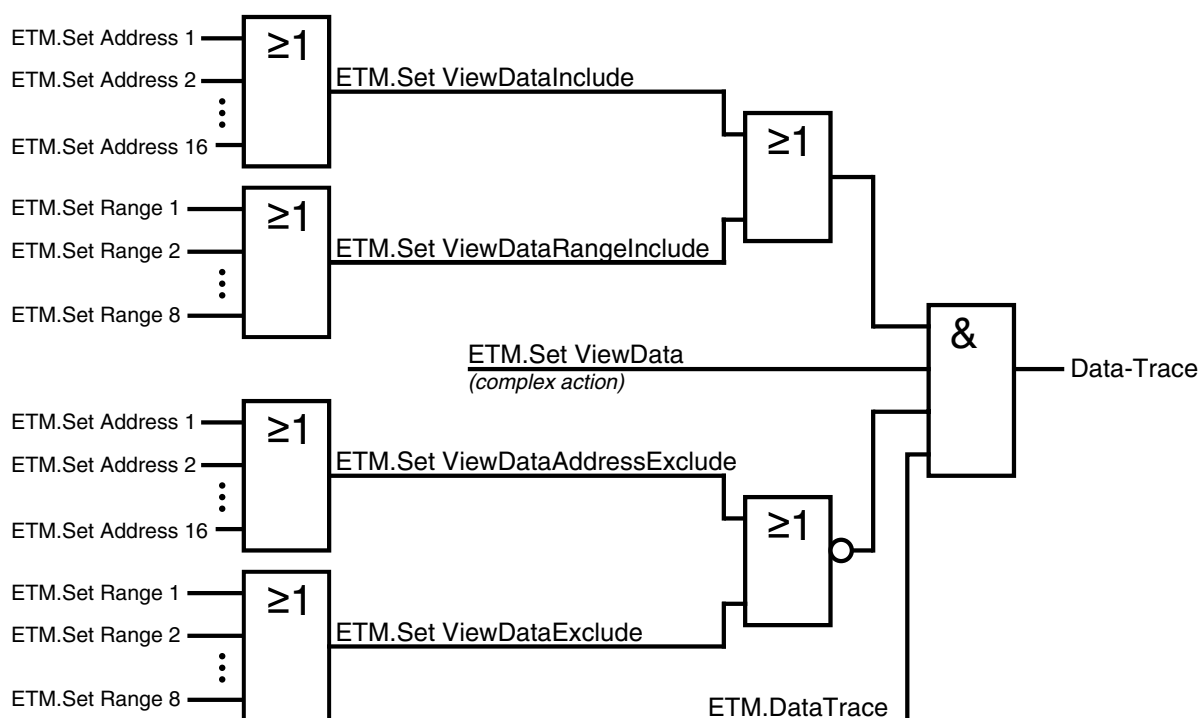 ETM.Set Address 1
ETM.Set Address 2
ETM.Set Address 16
≥1
ETM.Set ViewDataInclude
ETM.Set Range 1
ETM.Set Range 2
ETM.Set Range 8
≥1
ETM.Set ViewDataRangeInclude
≥1
ETM.Set ViewData
(complex action)
&
Data-Trace
ETM.Set Address 1
ETM.Set Address 2
ETM.Set Address 16
≥1
ETM.Set ViewDataAddressExclude
≥1
ETM.Set Range 1
ETM.Set Range 2
ETM.Set Range 8
≥1
ETM.Set ViewDataExclude
ETM.DataTrace